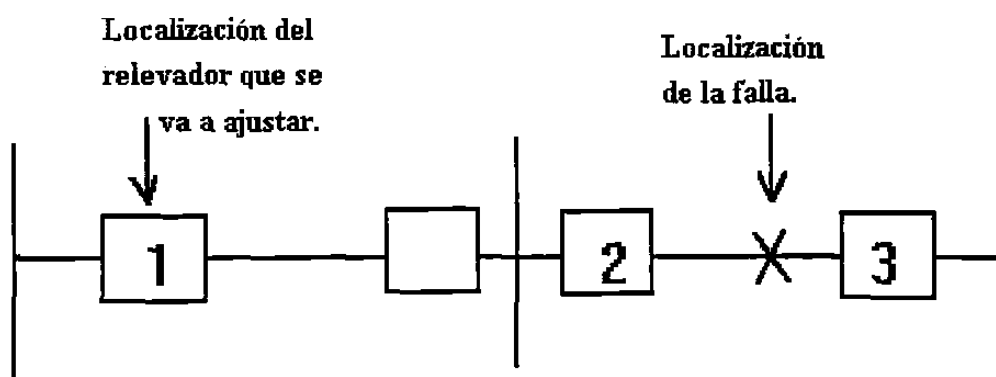 Localización del
relevador que se
va a ajustar.
Localización
de la falla.
1
2
X
3